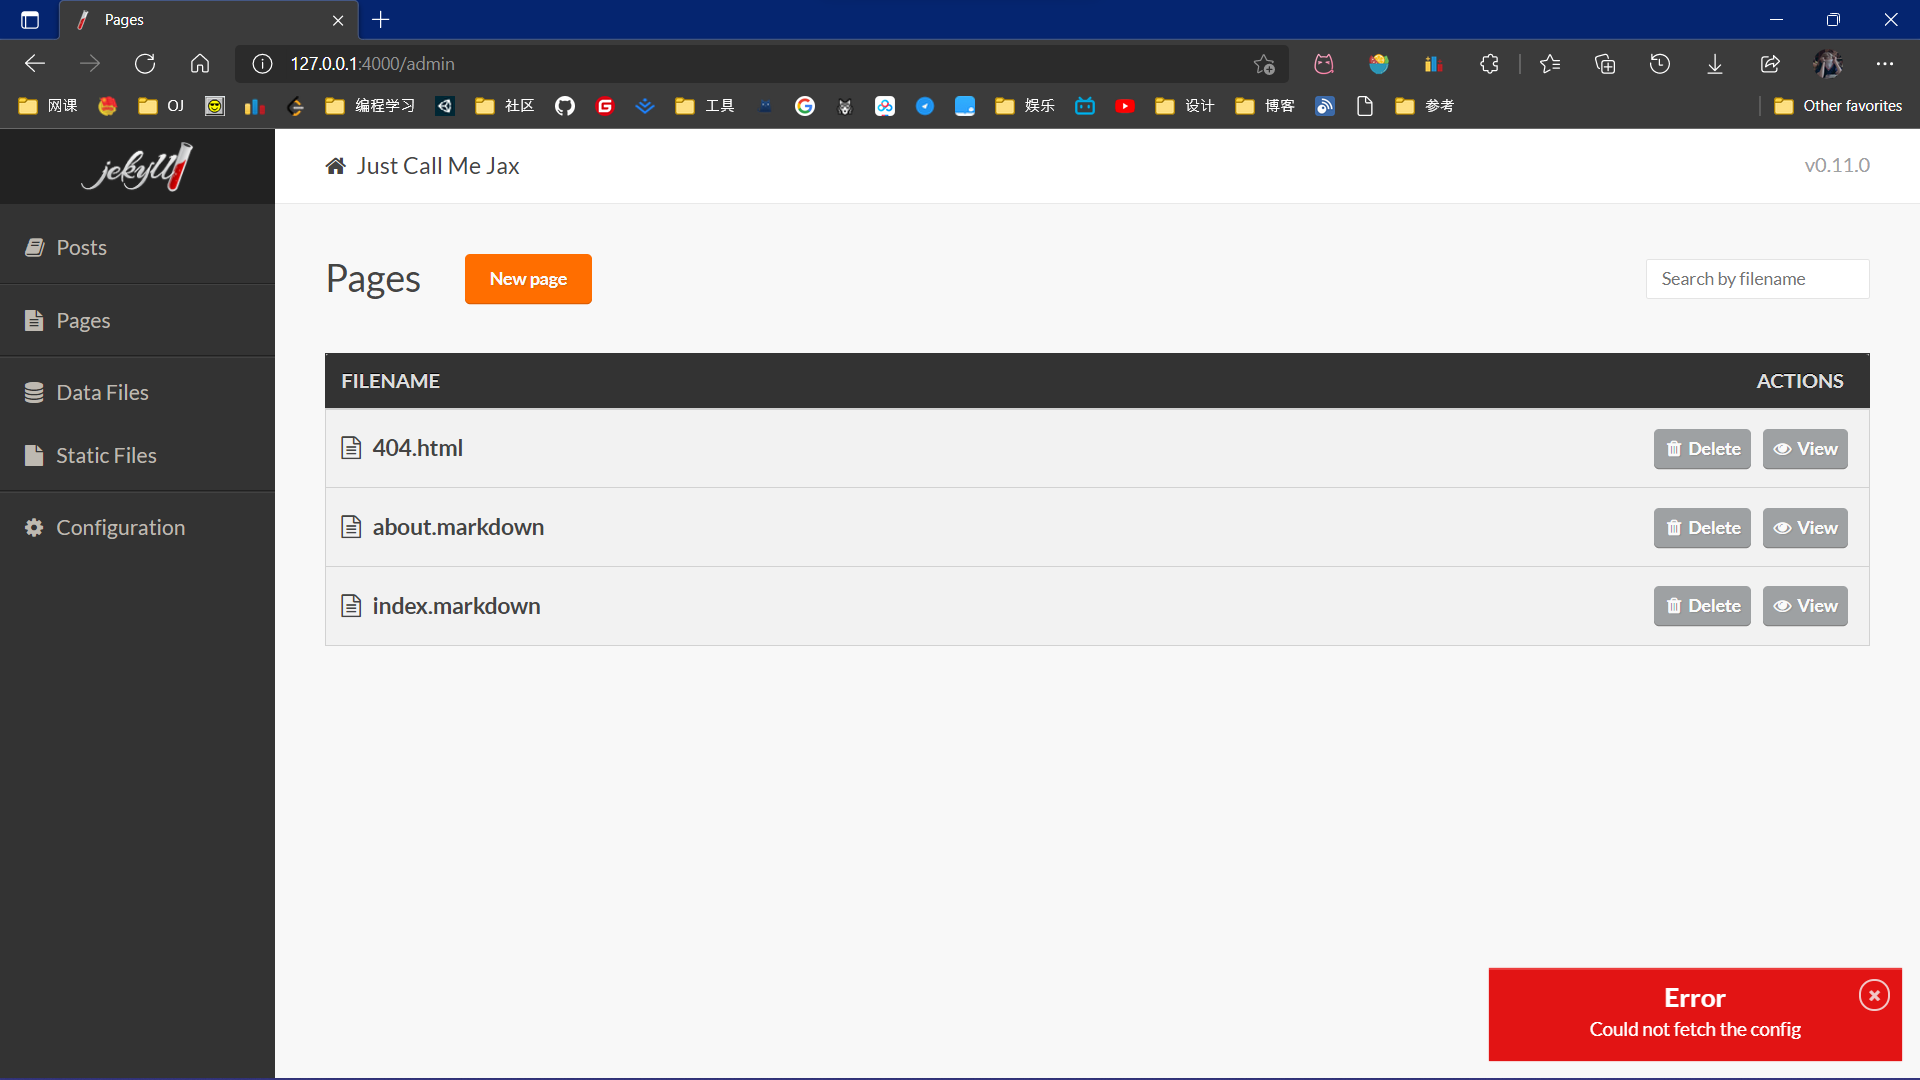 Pages
127.0.0.1:4000/admin
网课 OJ 编程学习 社区 工具 娱乐 设计 博客 参考 Other favorites
jekyll
Just Call Me Jax
v0.11.0
Posts
Pages
Data Files
Static Files
Configuration
Pages
New page
Search by filename
FILENAME ACTIONS
404.html Delete View
about.markdown Delete View
index.markdown Delete View
Error
Could not fetch the config